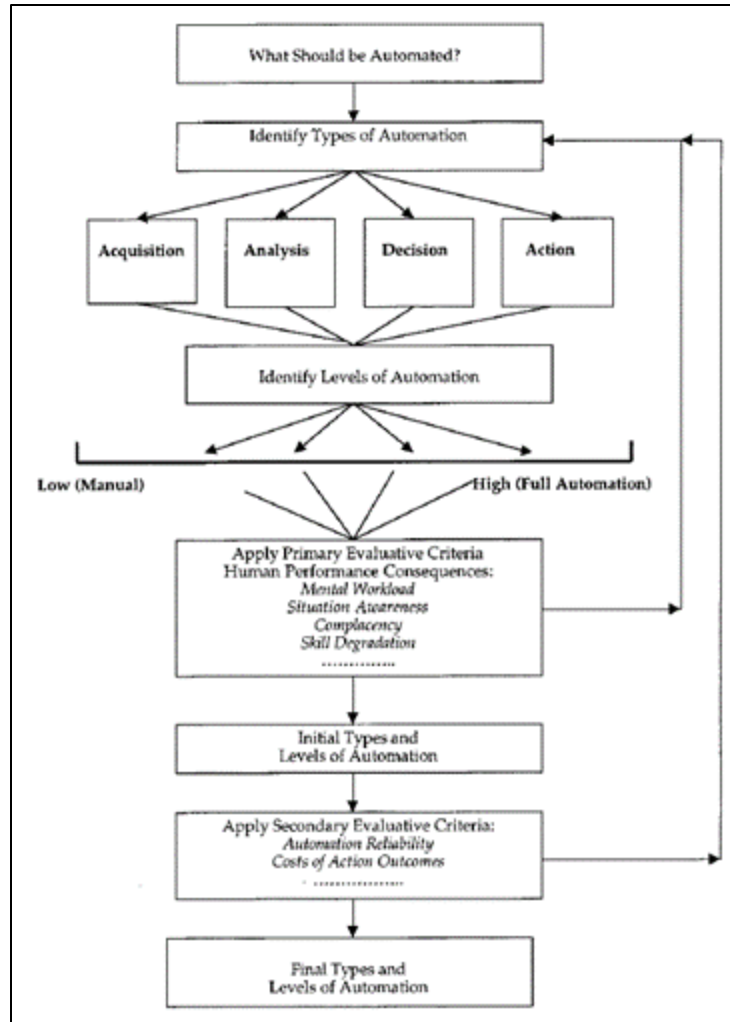 What Should be Automated?
Identify Types of Automation
Acquisition
Analysis
Decision
Action
Identify Levels of Automation
Low (Manual)
High (Full Automation)
Apply Primary Evaluative Criteria
Human Performance Consequences:
Mental Workload
Situation Awareness
Complacency
Skill Degradation
..............
Initial Types and
Levels of Automation
Apply Secondary Evaluative Criteria:
Automation Reliability
Costs of Action Outcomes
.................
Final Types and
Levels of Automation